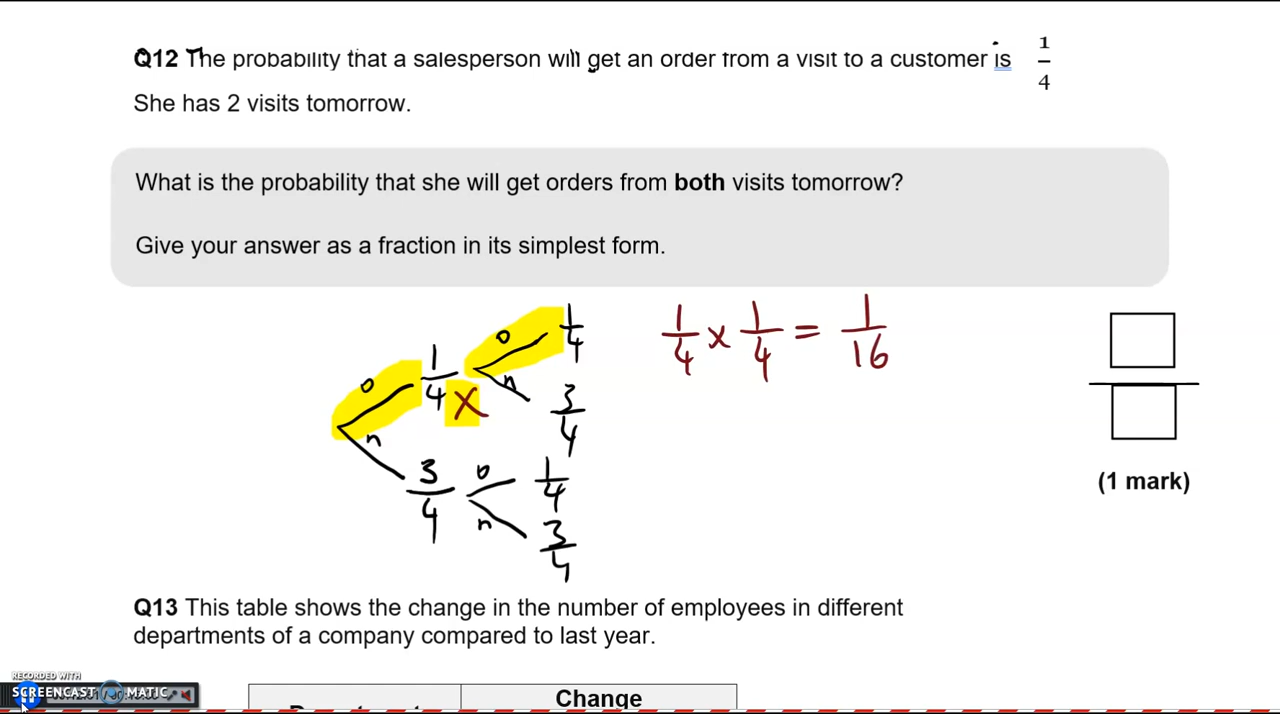 Q12 The probability that a salesperson will get an order from a visit to a customer is 1/4
She has 2 visits tomorrow.
What is the probability that she will get orders from both visits tomorrow?
Give your answer as a fraction in its simplest form.
o 1/4 x o 1/4
n 3/4
n 3/4 o 1/4
n 3/4
1/4 x 1/4 = 1/16
(1 mark)
Q13 This table shows the change in the number of employees in different
departments of a company compared to last year.
Change
RECORDED WITH
SCREENCAST MATIC